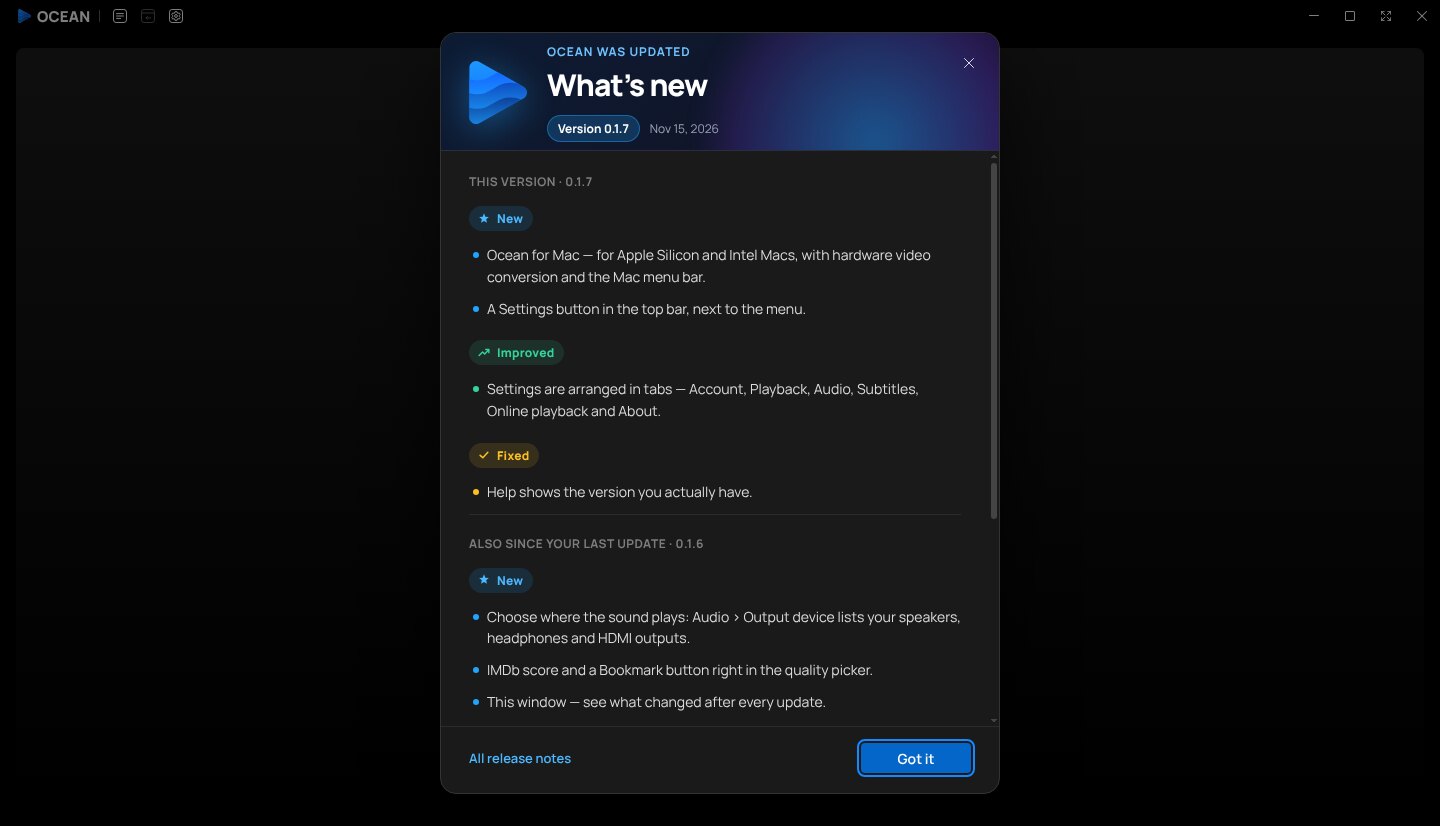 OCEAN
OCEAN WAS UPDATED
What's new
Version 0.1.7 Nov 15, 2026
THIS VERSION · 0.1.7
New
Ocean for Mac — for Apple Silicon and Intel Macs, with hardware video
conversion and the Mac menu bar.
A Settings button in the top bar, next to the menu.
Improved
Settings are arranged in tabs — Account, Playback, Audio, Subtitles,
Online playback and About.
Fixed
Help shows the version you actually have.
ALSO SINCE YOUR LAST UPDATE · 0.1.6
New
Choose where the sound plays: Audio › Output device lists your speakers,
headphones and HDMI outputs.
IMDb score and a Bookmark button right in the quality picker.
This window — see what changed after every update.
All release notes
Got it